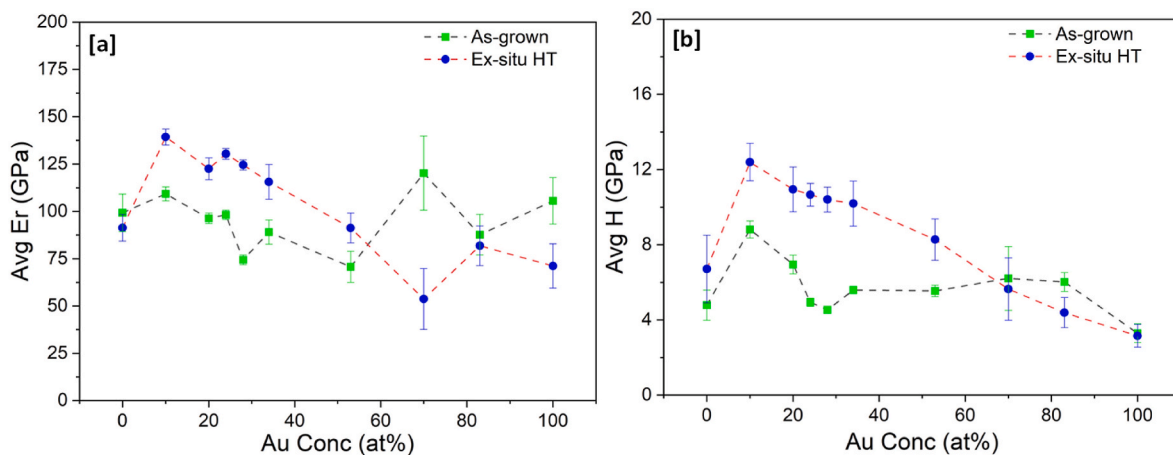 [a]
As-grown
Ex-situ HT
Avg Er (GPa)
200
175
150
125
100
75
50
25
0
0 20 40 60 80 100
Au Conc (at%)
[b]
As-grown
Ex-situ HT
Avg H (GPa)
20
16
12
8
4
0
0 20 40 60 80 100
Au Conc (at%)